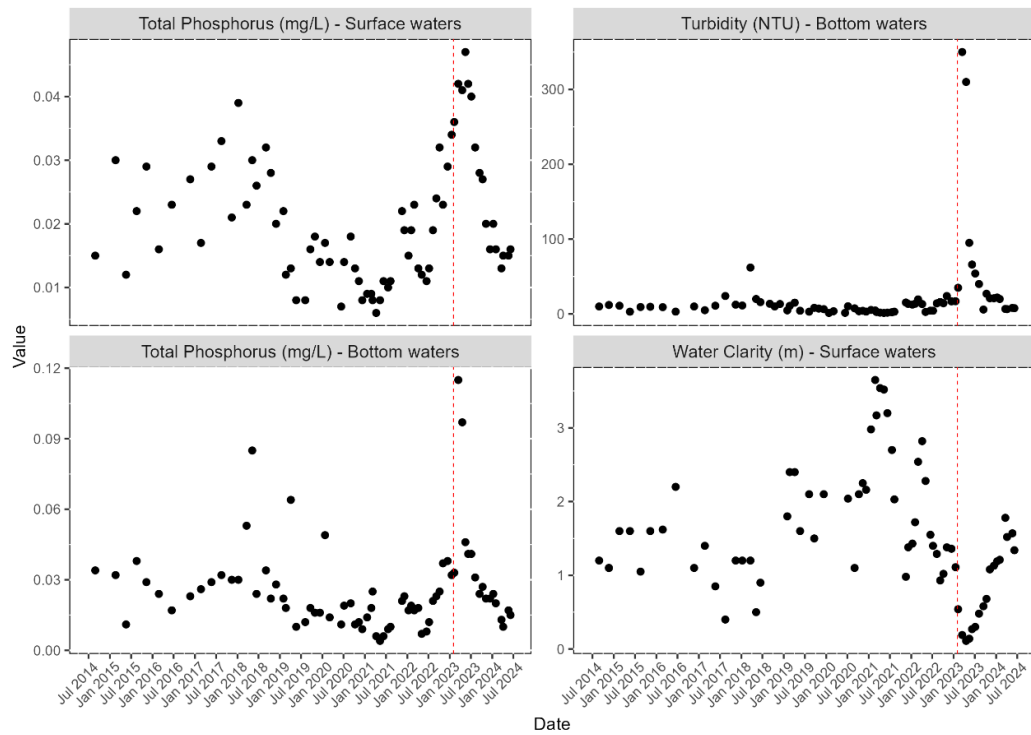 Total Phosphorus (mg/L) - Surface waters
Turbidity (NTU) - Bottom waters
0.04
0.03
0.02
0.01
300
200
100
0
Value
Total Phosphorus (mg/L) - Bottom waters
Water Clarity (m) - Surface waters
0.12
0.09
0.06
0.03
0.00
3
2
1
0
Jul 2014
Jan 2015
Jul 2015
Jan 2016
Jul 2016
Jan 2017
Jul 2017
Jan 2018
Jul 2018
Jan 2019
Jul 2019
Jan 2020
Jul 2020
Jan 2021
Jul 2021
Jan 2022
Jul 2022
Jan 2023
Jul 2023
Jan 2024
Jul 2024
Jul 2014
Jan 2015
Jul 2015
Jan 2016
Jul 2016
Jan 2017
Jul 2017
Jan 2018
Jul 2018
Jan 2019
Jul 2019
Jan 2020
Jul 2020
Jan 2021
Jul 2021
Jan 2022
Jul 2022
Jan 2023
Jul 2023
Jan 2024
Jul 2024
Date